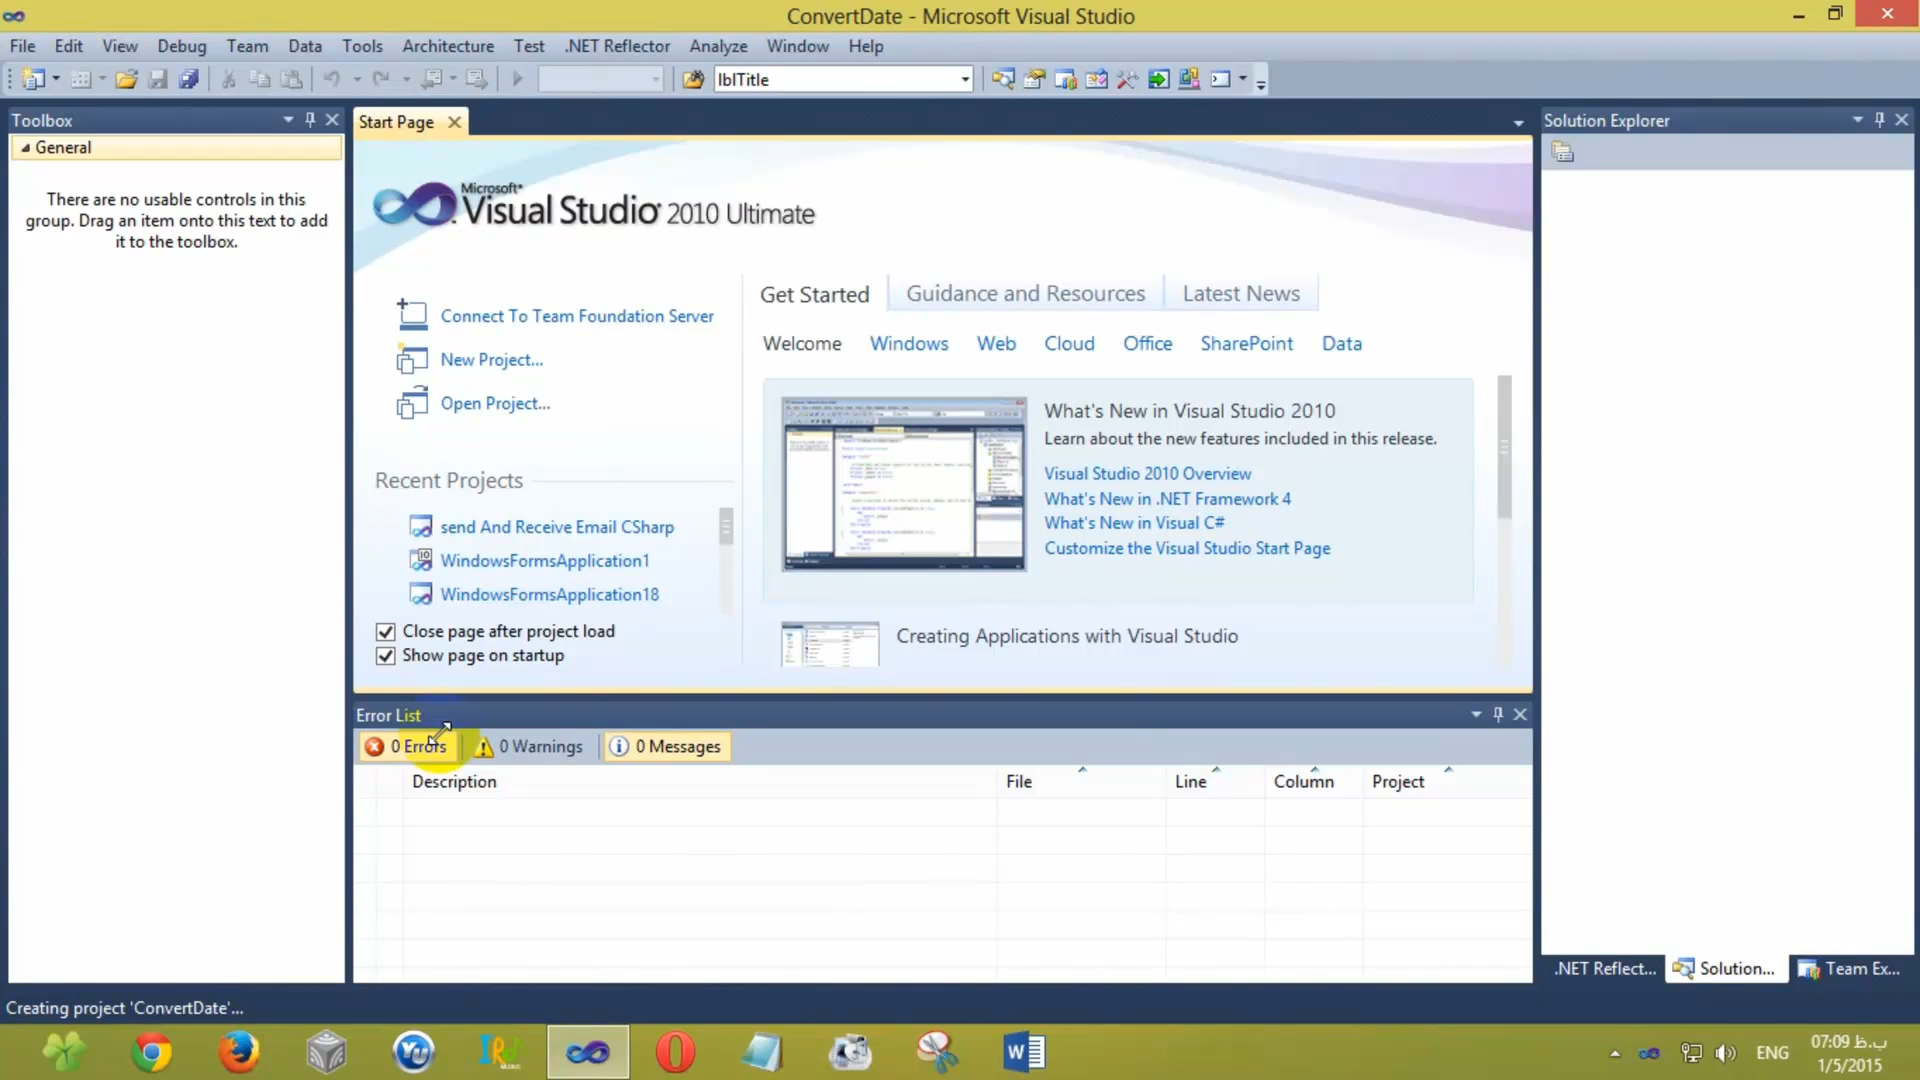 ConvertDate - Microsoft Visual Studio
File Edit View Debug Team Data Tools Architecture Test .NET Reflector Analyze Window Help
lblTitle
Toolbox
General
There are no usable controls in this group. Drag an item onto this text to add it to the toolbox.
Start Page
Microsoft
Visual Studio 2010 Ultimate
Connect To Team Foundation Server
New Project...
Open Project...
Recent Projects
send And Receive Email CSharp
WindowsFormsApplication1
WindowsFormsApplication18
Close page after project load
Show page on startup
Get Started Guidance and Resources Latest News
Welcome Windows Web Cloud Office SharePoint Data
What's New in Visual Studio 2010
Learn about the new features included in this release.
Visual Studio 2010 Overview
What's New in .NET Framework 4
What's New in Visual C#
Customize the Visual Studio Start Page
Creating Applications with Visual Studio
Solution Explorer
Error List
0 Errors 0 Warnings 0 Messages
Description File Line Column Project
.NET Reflect... Solution... Team Ex...
Creating project 'ConvertDate'...
ENG
07:09 ب.ظ
1/5/2015